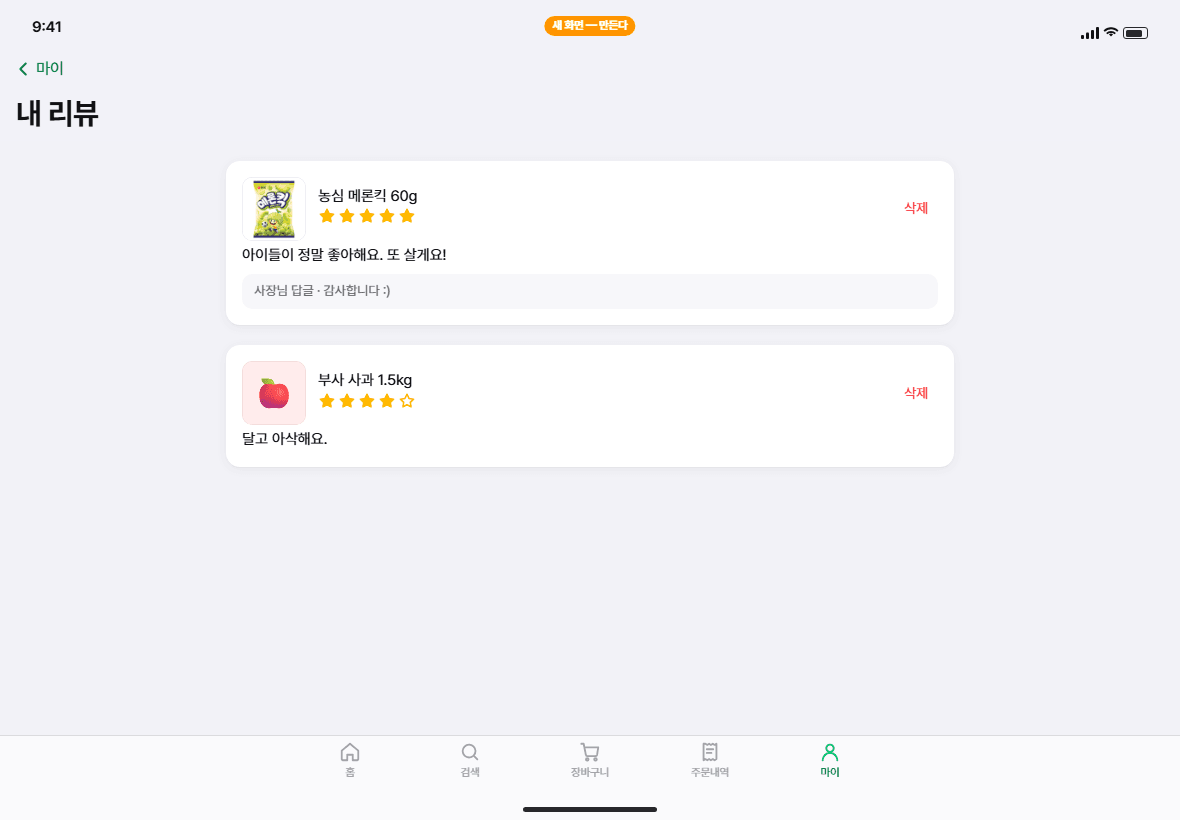 9:41
새 화면 — 만든다
마이
내 리뷰
메론킥
농심 메론킥 60g
삭제
아이들이 정말 좋아해요. 또 살게요!
사장님 답글 · 감사합니다 :)
부사 사과 1.5kg
삭제
달고 아삭해요.
홈
검색
장바구니
주문내역
마이